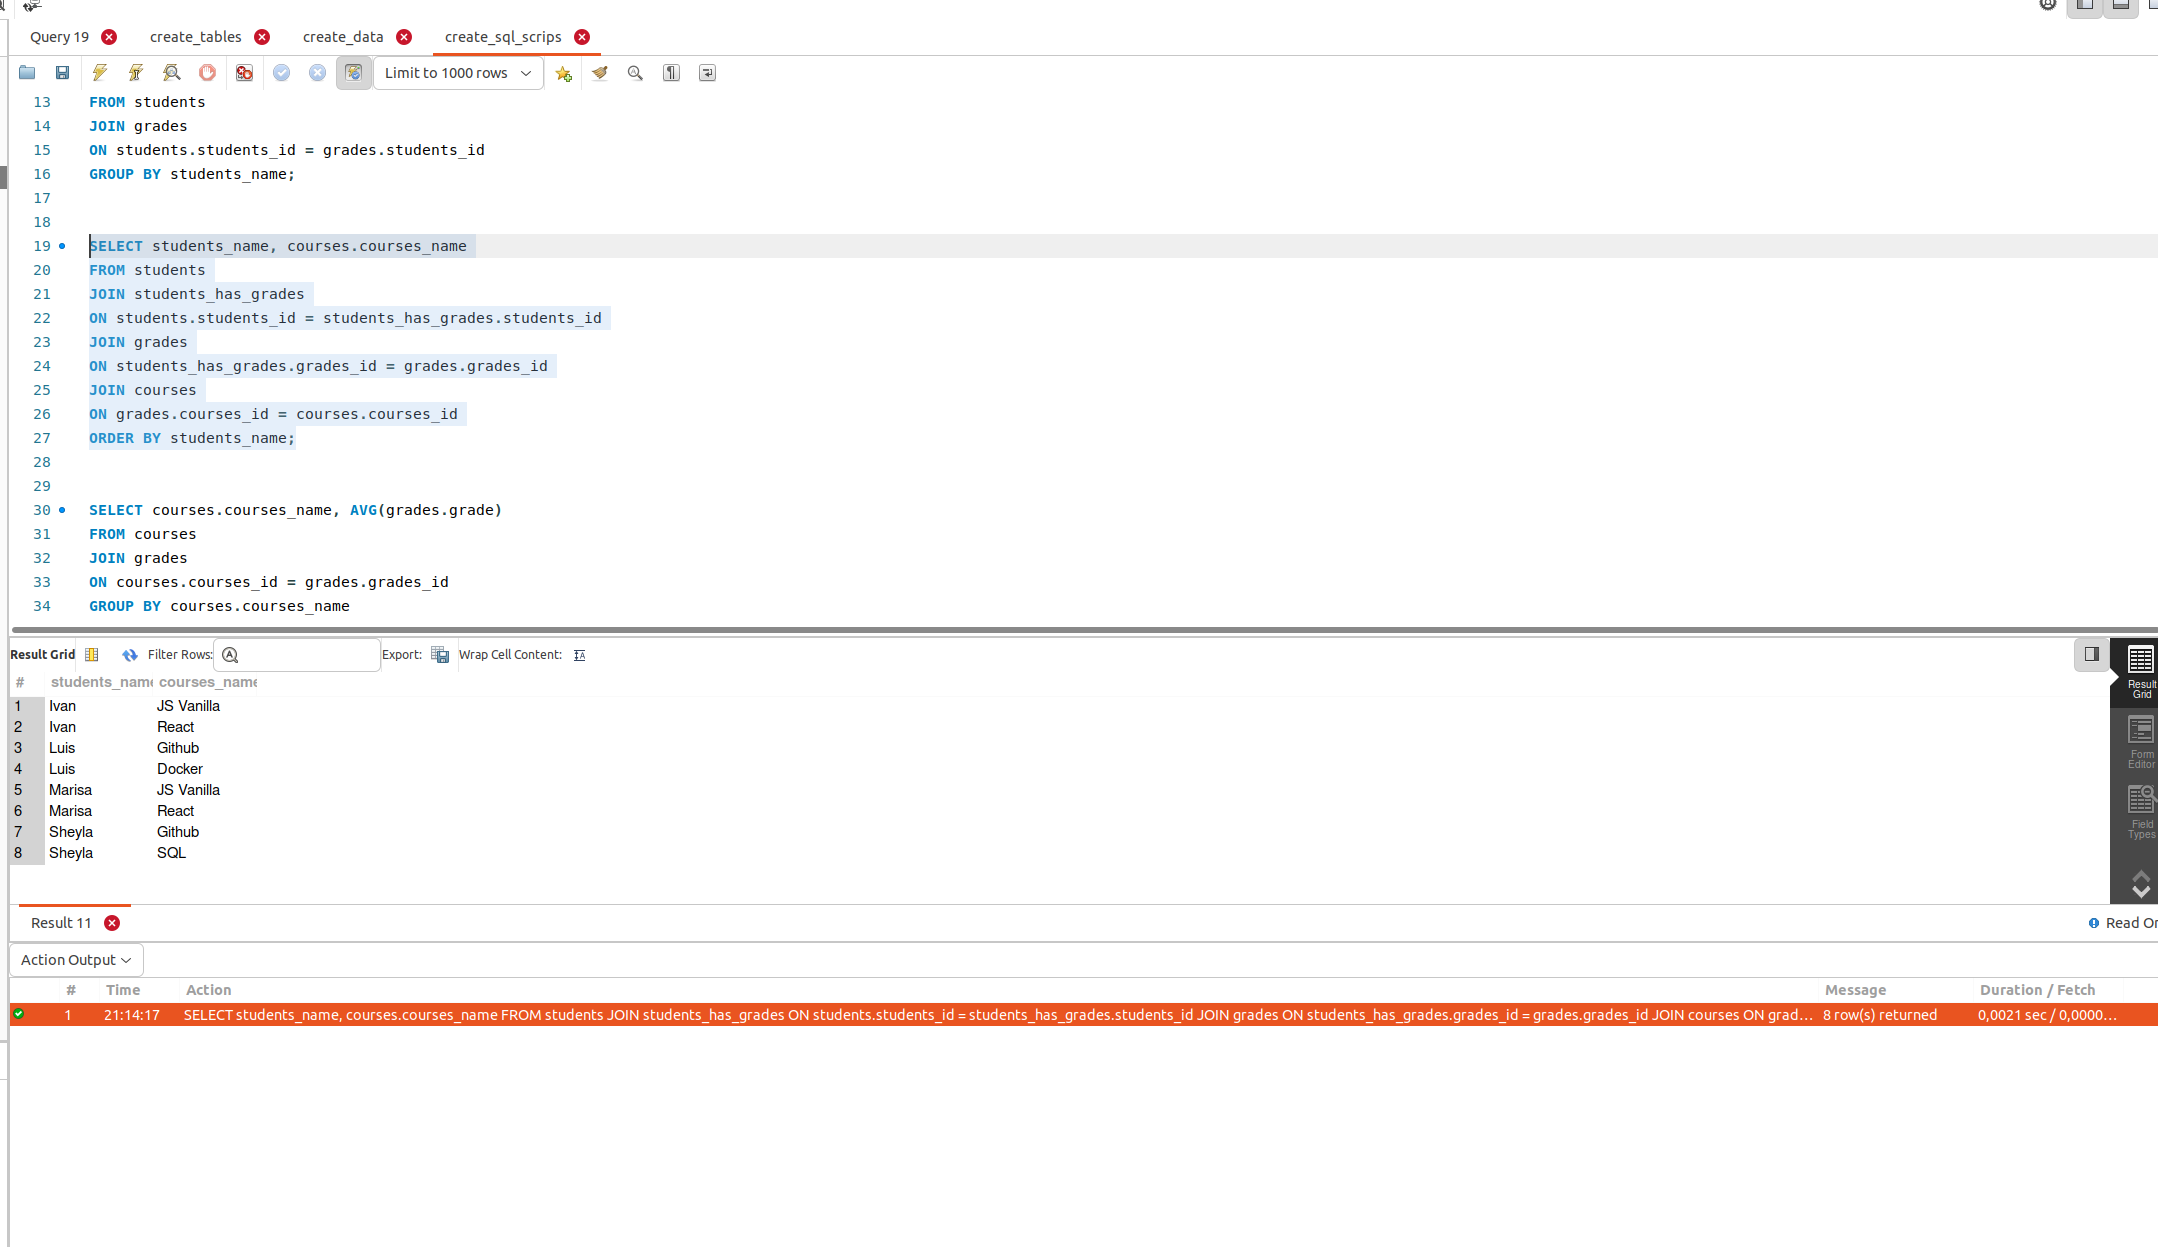 Query 19 create_tables create_data create_sql_scrips
Limit to 1000 rows
13 FROM students
14 JOIN grades
15 ON students.students_id = grades.students_id
16 GROUP BY students_name;
17
18
19 SELECT students_name, courses.courses_name
20 FROM students
21 JOIN students_has_grades
22 ON students.students_id = students_has_grades.students_id
23 JOIN grades
24 ON students_has_grades.grades_id = grades.grades_id
25 JOIN courses
26 ON grades.courses_id = courses.courses_id
27 ORDER BY students_name;
28
29
30 SELECT courses.courses_name, AVG(grades.grade)
31 FROM courses
32 JOIN grades
33 ON courses.courses_id = grades.grades_id
34 GROUP BY courses.courses_name
Result Grid Filter Rows: Export: Wrap Cell Content:
# students_name courses_name
1 Ivan JS Vanilla
2 Ivan React
3 Luis Github
4 Luis Docker
5 Marisa JS Vanilla
6 Marisa React
7 Sheyla Github
8 Sheyla SQL
Result
Grid
Form
Editor
Field
Types
Result 11 Read On
Action Output
# Time Action Message Duration / Fetch
1 21:14:17 SELECT students_name, courses.courses_name FROM students JOIN students_has_grades ON students.students_id = students_has_grades.students_id JOIN grades ON students_has_grades.grades_id = grades.grades_id JOIN courses ON grad... 8 row(s) returned 0,0021 sec / 0,0000...